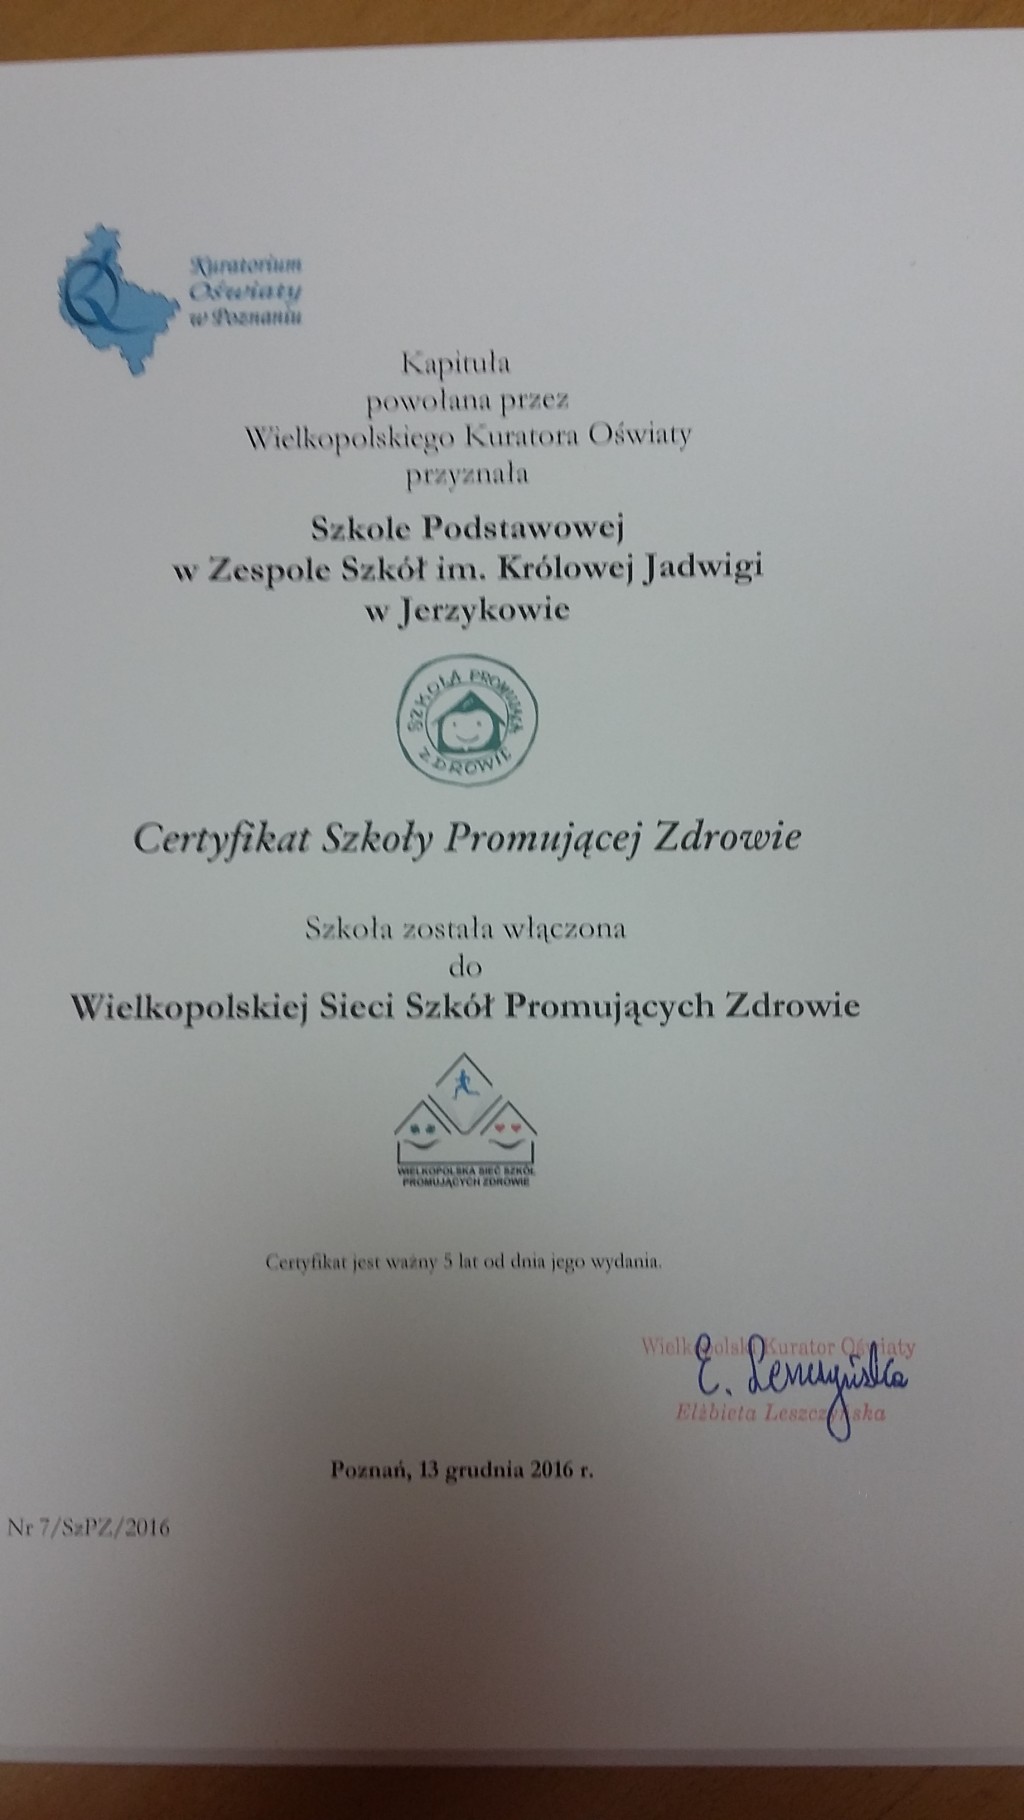 Kuratorium
Oświaty
w Poznaniu
Kapituła
powołana przez
Wielkopolskiego Kuratora Oświaty
przyznała
Szkole Podstawowej
w Zespole Szkół im. Królowej Jadwigi
w Jerzykowie
SZKOŁA PROMUJĄCA
ZDROWIE
Certyfikat Szkoły Promującej Zdrowie
Szkoła została włączona
do
Wielkopolskiej Sieci Szkół Promujących Zdrowie
WIELKOPOLSKA SIEĆ SZKÓŁ
PROMUJĄCYCH ZDROWIE
Certyfikat jest ważny 5 lat od dnia jego wydania.
Wielkopolski Kurator Oświaty
E. Leszczyńska
Elżbieta Leszczyńska
Poznań, 13 grudnia 2016 r.
Nr 7/SzPZ/2016